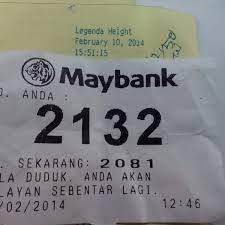 Legenda Height
February 10, 2014
15:51:15
Maybank
O. ANDA :
2132
. SEKARANG: 2081
LA DUDUK. ANDA AKAN
LAYAN SEBENTAR LAGI.
/02/2014 12:46